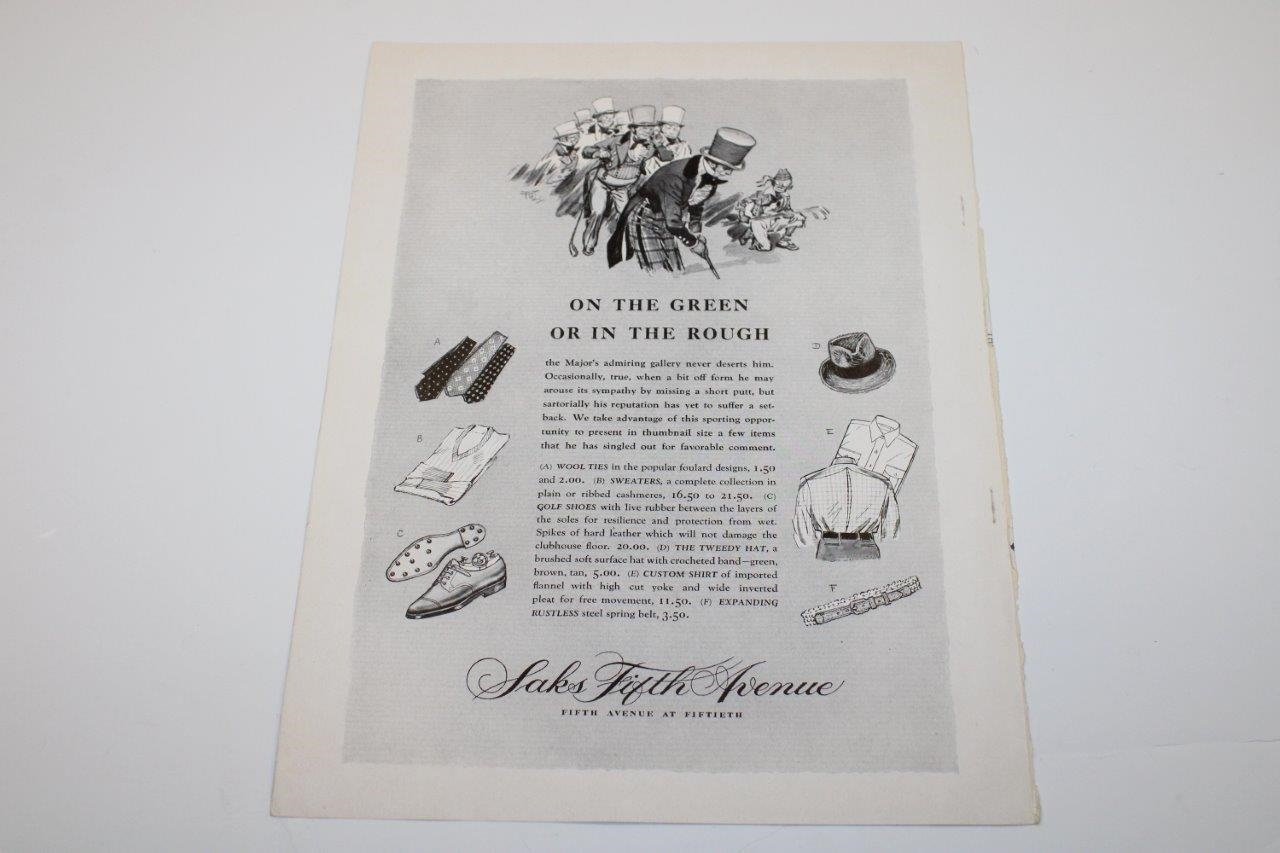 ON THE GREEN
OR IN THE ROUGH
the Major's admiring gallery never deserts him.
Occasionally, true, when a bit off form he may
arouse its sympathy by missing a short putt, but
sartorially his reputation has yet to suffer a set-
back. We take advantage of this sporting oppor-
tunity to present in thumbnail size a few items
that he has singled out for favorable comment.
(A) WOOL TIES in the popular foulard designs, 1.50
and 2.00. (B) SWEATERS, a complete collection in
plain or ribbed cashmeres, 16.50 to 21.50. (C)
GOLF SHOES with live rubber between the layers of
the soles for resilience and protection from wet.
Spikes of hard leather which will not damage the
clubhouse floor. 20.00. (D) THE TWEEDY HAT, a
brushed soft surface hat with crocheted band—green,
brown, tan, 5.00. (E) CUSTOM SHIRT of imported
flannel with high cut yoke and wide inverted
pleat for free movement, 11.50. (F) EXPANDING
RUSTLESS steel spring belt, 3.50.
A
B
C
D
E
F
Saks Fifth Avenue
FIFTH AVENUE AT FIFTIETH